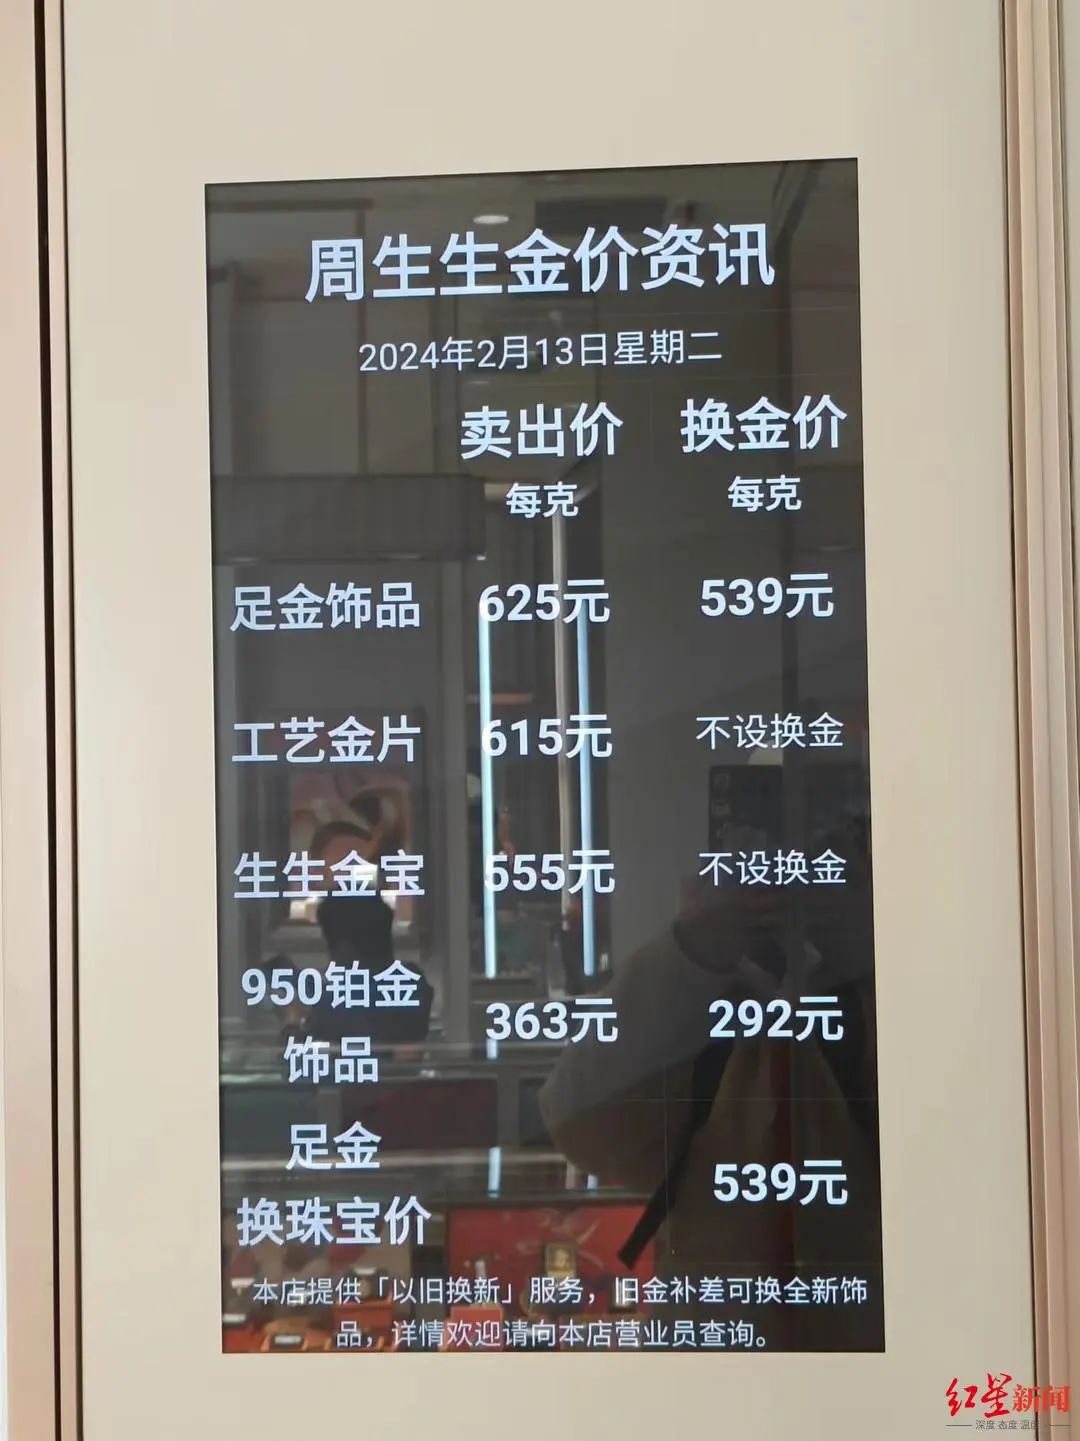 周生生金价资讯
2024年2月13日星期二
卖出价 换金价
每克 每克
足金饰品 625元 539元
工艺金片 615元 不设换金
生生金宝 555元 不设换金
950铂金
饰品 363元 292元
足金
换珠宝价 539元
本店提供「以旧换新」服务，旧金补差可换全新饰
品，详情欢迎请向本店营业员查询。
红星新闻
深度 态度 温度